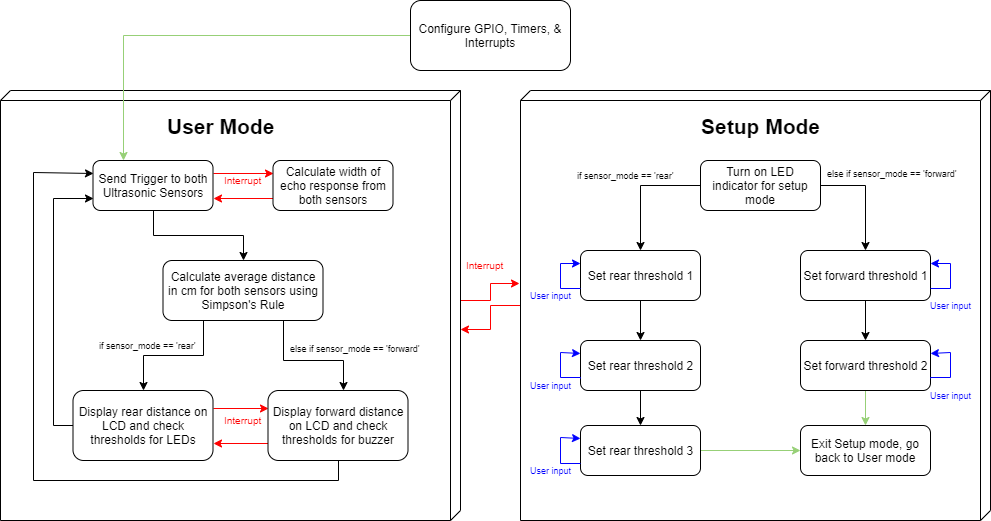 Configure GPIO, Timers, &
Interrupts
User Mode
Send Trigger to both
Ultrasonic Sensors
Interrupt
Calculate width of
echo response from
both sensors
Calculate average distance
in cm for both sensors using
Simpson's Rule
if sensor_mode == 'rear'
else if sensor_mode == 'forward'
Display rear distance on
LCD and check
thresholds for LEDs
Interrupt
Display forward distance
on LCD and check
thresholds for buzzer
Interrupt
Setup Mode
Turn on LED
indicator for setup
mode
if sensor_mode == 'rear'
else if sensor_mode == 'forward'
Set rear threshold 1
User input
Set forward threshold 1
User input
Set rear threshold 2
User input
Set forward threshold 2
User input
Set rear threshold 3
User input
Exit Setup mode, go
back to User mode